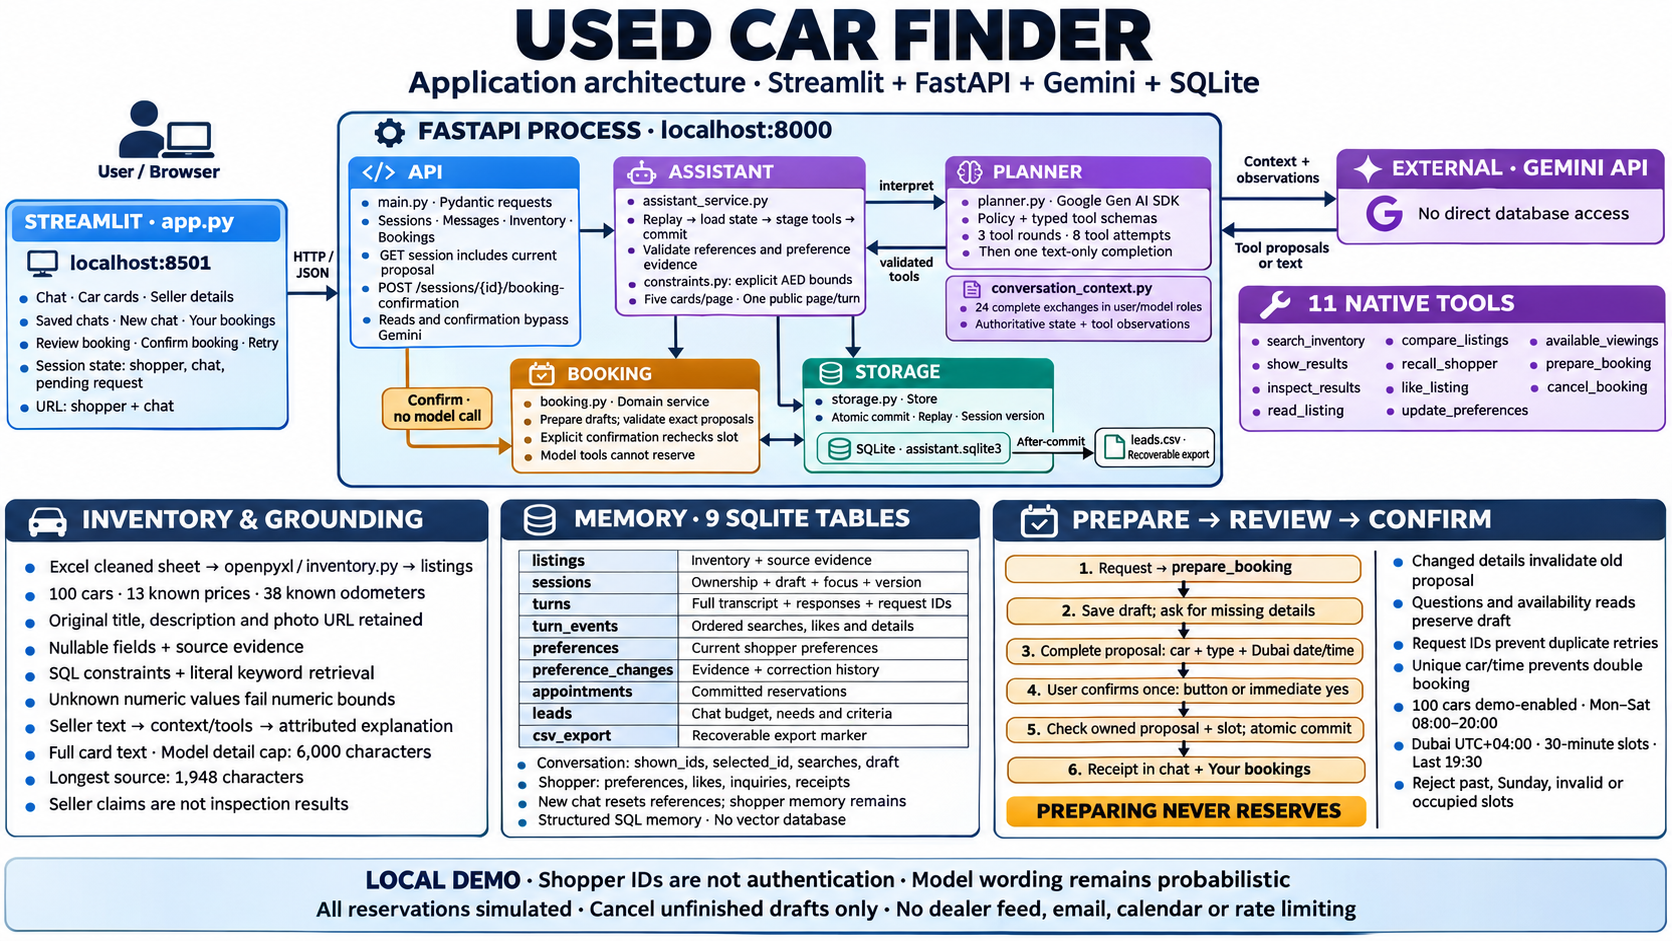 USED CAR FINDER
Application architecture · Streamlit + FastAPI + Gemini + SQLite
User / Browser
STREAMLIT · app.py
localhost:8501
Chat · Car cards · Seller details
Saved chats · New chat · Your bookings
Review booking · Confirm booking · Retry
Session state: shopper, chat,
pending request
URL: shopper + chat
HTTP /
JSON
FASTAPI PROCESS · localhost:8000
</> API
main.py · Pydantic requests
Sessions · Messages · Inventory ·
Bookings
GET session includes current
proposal
POST /sessions/{id}/booking-
confirmation
Reads and confirmation bypass
Gemini
ASSISTANT
assistant_service.py
Replay → load state → stage tools →
commit
Validate references and preference
evidence
constraints.py: explicit AED bounds
Five cards/page · One public page/turn
interpret
validated
tools
PLANNER
planner.py · Google Gen AI SDK
Policy + typed tool schemas
3 tool rounds · 8 tool attempts
Then one text-only completion
conversation_context.py
24 complete exchanges in user/model roles
Authoritative state + tool observations
Confirm ·
no model call
BOOKING
booking.py · Domain service
Prepare drafts; validate exact proposals
Explicit confirmation rechecks slot
Model tools cannot reserve
STORAGE
storage.py · Store
Atomic commit · Replay · Session version
SQLite · assistant.sqlite3
After-commit
leads.csv ·
Recoverable export
Context +
observations
Tool proposals
or text
EXTERNAL · GEMINI API
G No direct database access
11 NATIVE TOOLS
search_inventory
show_results
inspect_results
read_listing
compare_listings
recall_shopper
like_listing
update_preferences
available_viewings
prepare_booking
cancel_booking
INVENTORY & GROUNDING
Excel cleaned sheet → openpyxl / inventory.py → listings
100 cars · 13 known prices · 38 known odometers
Original title, description and photo URL retained
Nullable fields + source evidence
SQL constraints + literal keyword retrieval
Unknown numeric values fail numeric bounds
Seller text → context/tools → attributed explanation
Full card text · Model detail cap: 6,000 characters
Longest source: 1,948 characters
Seller claims are not inspection results
MEMORY · 9 SQLITE TABLES
listings Inventory + source evidence
sessions Ownership + draft + focus + version
turns Full transcript + responses + request IDs
turn_events Ordered searches, likes and details
preferences Current shopper preferences
preference_changes Evidence + correction history
appointments Committed reservations
leads Chat budget, needs and criteria
csv_export Recoverable export marker
Conversation: shown_ids, selected_id, searches, draft
Shopper: preferences, likes, inquiries, receipts
New chat resets references; shopper memory remains
Structured SQL memory · No vector database
PREPARE → REVIEW → CONFIRM
1. Request → prepare_booking
2. Save draft; ask for missing details
3. Complete proposal: car + type + Dubai date/time
4. User confirms once: button or immediate yes
5. Check owned proposal + slot; atomic commit
6. Receipt in chat + Your bookings
PREPARING NEVER RESERVES
Changed details invalidate old
proposal
Questions and availability reads
preserve draft
Request IDs prevent duplicate retries
Unique car/time prevents double
booking
100 cars demo-enabled · Mon–Sat
08:00–20:00
Dubai UTC+04:00 · 30-minute slots ·
Last 19:30
Reject past, Sunday, invalid or
occupied slots
LOCAL DEMO · Shopper IDs are not authentication · Model wording remains probabilistic
All reservations simulated · Cancel unfinished drafts only · No dealer feed, email, calendar or rate limiting